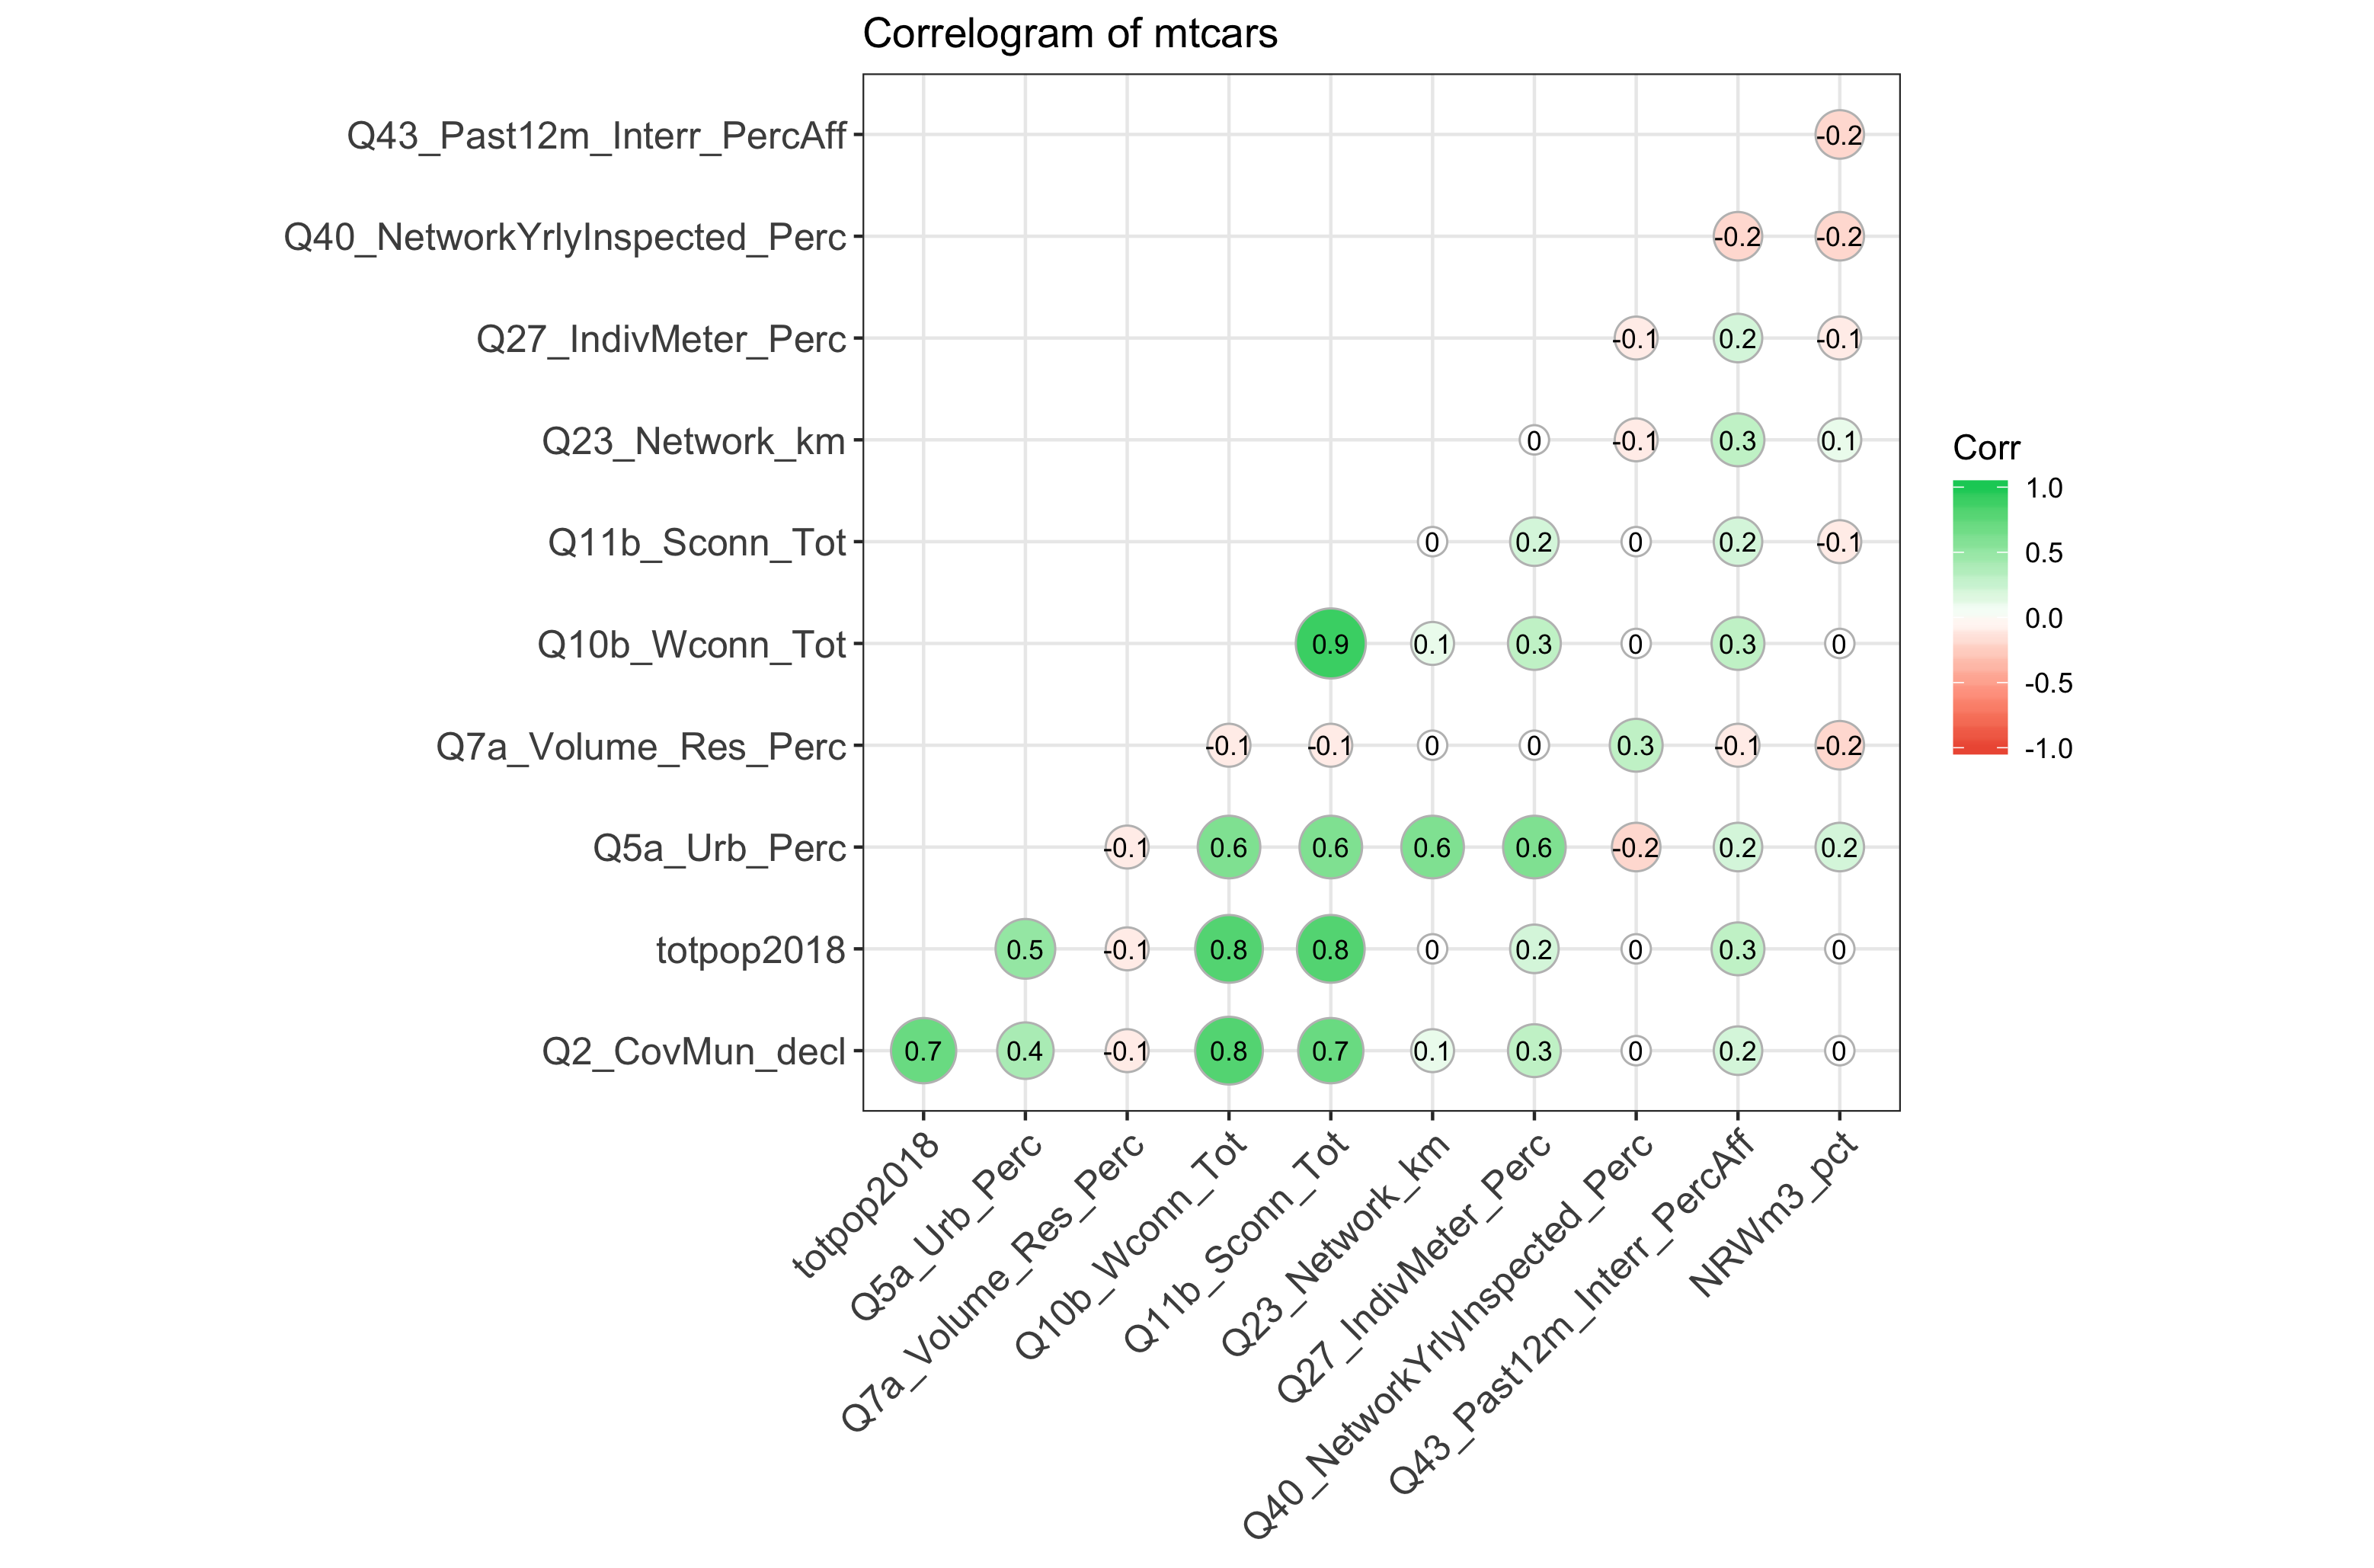 Correlogram of mtcars
Q43_Past12m_Interr_PercAff -0.2
Q40_NetworkYrlyInspected_Perc -0.2 -0.2
Q27_IndivMeter_Perc -0.1 0.2 -0.1
Q23_Network_km 0 -0.1 0.3 0.1
Q11b_Sconn_Tot 0 0.2 0 0.2 -0.1
Q10b_Wconn_Tot 0.9 0.1 0.3 0 0.3 0
Q7a_Volume_Res_Perc -0.1 -0.1 0 0 0.3 -0.1 -0.2
Q5a_Urb_Perc -0.1 0.6 0.6 0.6 0.6 -0.2 0.2 0.2
totpop2018 0.5 -0.1 0.8 0.8 0 0.2 0 0.3 0
Q2_CovMun_decl 0.7 0.4 -0.1 0.8 0.7 0.1 0.3 0 0.2 0
totpop2018
Q5a_Urb_Perc
Q7a_Volume_Res_Perc
Q10b_Wconn_Tot
Q11b_Sconn_Tot
Q23_Network_km
Q27_IndivMeter_Perc
Q40_NetworkYrlyInspected_Perc
Q43_Past12m_Interr_PercAff
NRWm3_pct
Corr
1.0
0.5
0.0
-0.5
-1.0